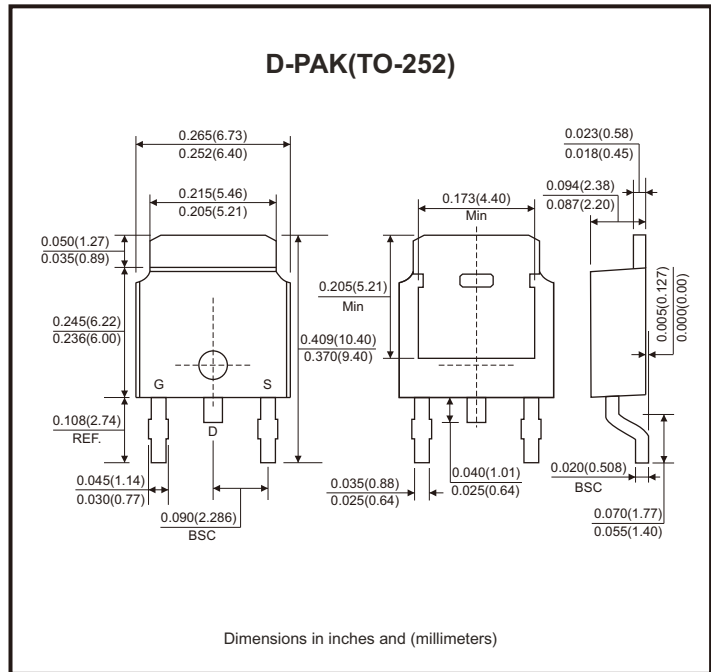 D-PAK(TO-252)
0.265(6.73)
0.252(6.40)
0.215(5.46)
0.205(5.21)
0.050(1.27)
0.035(0.89)
0.245(6.22)
0.236(6.00)
0.108(2.74)
REF.
0.045(1.14)
0.030(0.77)
0.090(2.286)
BSC
G
S
D
0.409(10.40)
0.370(9.40)
0.173(4.40)
Min
0.205(5.21)
Min
0.035(0.88)
0.025(0.64)
0.040(1.01)
0.025(0.64)
0.023(0.58)
0.018(0.45)
0.094(2.38)
0.087(2.20)
0.005(0.127)
0.000(0.00)
0.020(0.508)
BSC
0.070(1.77)
0.055(1.40)
Dimensions in inches and (millimeters)